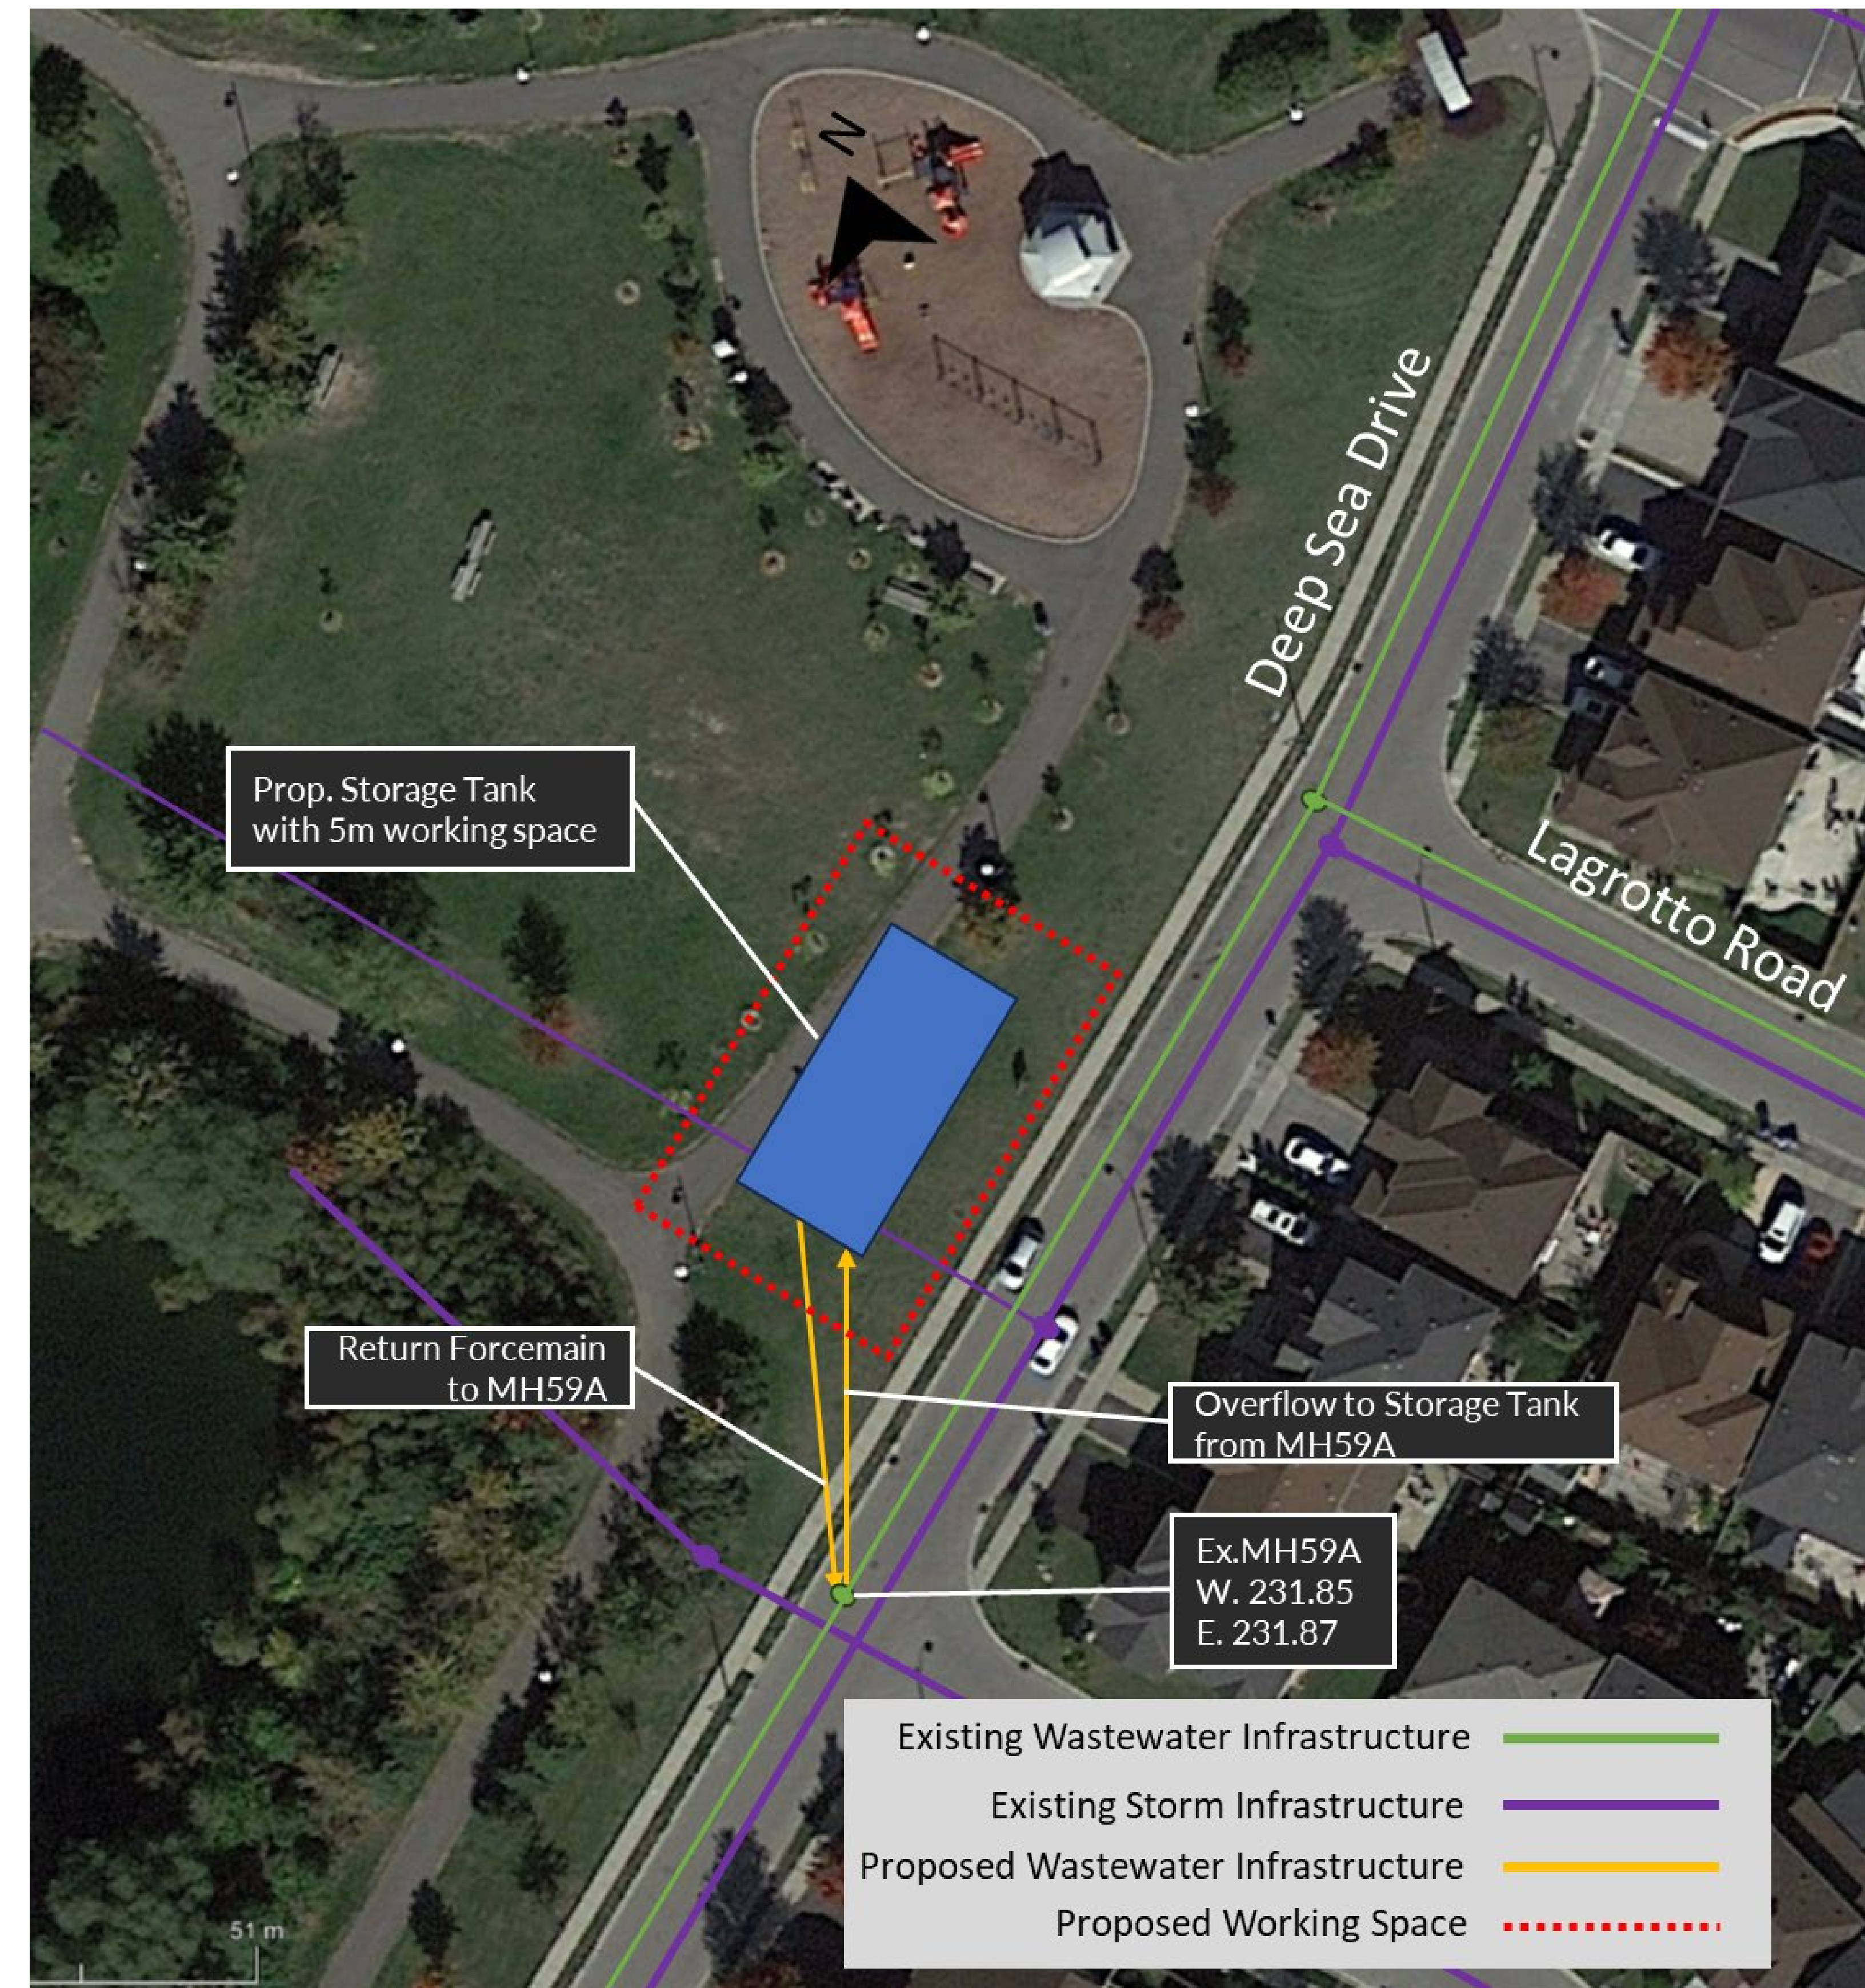 N
Deep Sea Drive
Prop. Storage Tank
with 5m working space
Lagrotto Road
Return Forcemain
to MH59A
Overflow to Storage Tank
from MH59A
Ex.MH59A
W. 231.85
E. 231.87
Existing Wastewater Infrastructure
Existing Storm Infrastructure
Proposed Wastewater Infrastructure
Proposed Working Space
51 m